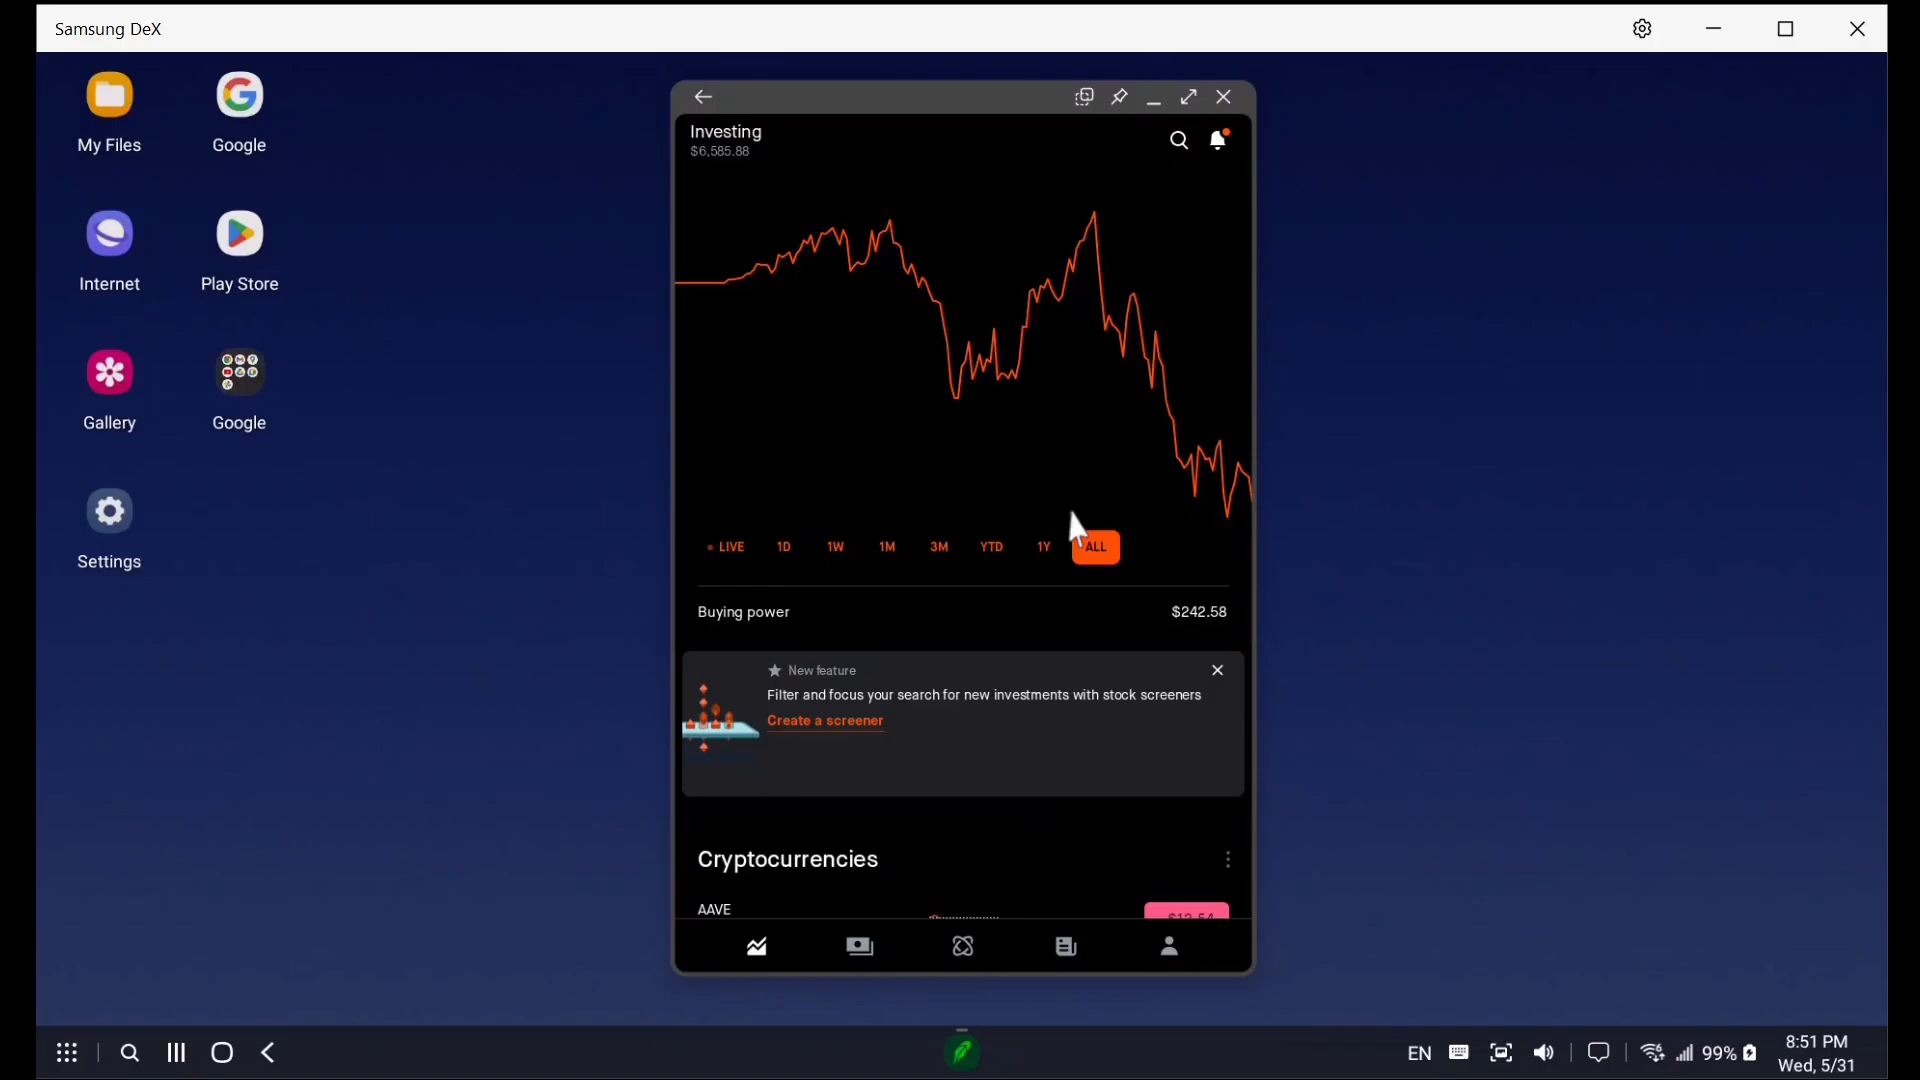 Samsung DeX
My Files
Google
Internet
Play Store
Gallery
Google
Settings
Investing
$6,585.88
LIVE 1D 1W 1M 3M YTD 1Y ALL
Buying power $242.58
New feature
Filter and focus your search for new investments with stock screeners
Create a screener
Cryptocurrencies
AAVE
EN 99% 8:51 PM
Wed, 5/31